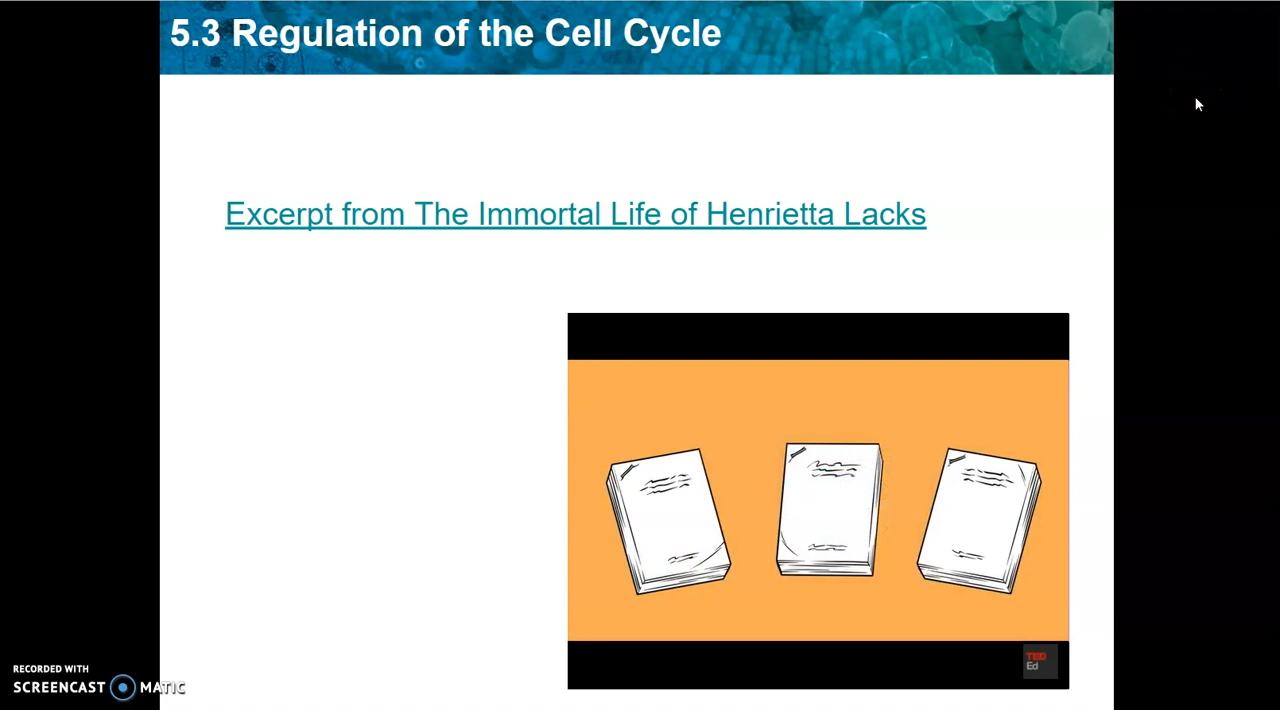 5.3 Regulation of the Cell Cycle
Excerpt from The Immortal Life of Henrietta Lacks
TED
Ed
RECORDED WITH
SCREENCAST MATIC